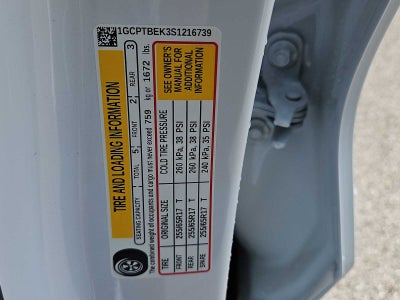 1GCPTBEK3S1216739
TIRE AND LOADING INFORMATION
SEATING CAPACITY TOTAL 5 FRONT 2 REAR 3
The combined weight of occupants and cargo must never exceed 759 kg or 1672 lbs.
TIRE ORIGINAL SIZE COLD TIRE PRESSURE
FRONT 255/65R17 T 260 kPa, 38 PSI
REAR 255/65R17 T 260 kPa, 38 PSI
SPARE 255/65R17 T 240 kPa, 35 PSI
SEE OWNER'S
MANUAL FOR
ADDITIONAL
INFORMATION